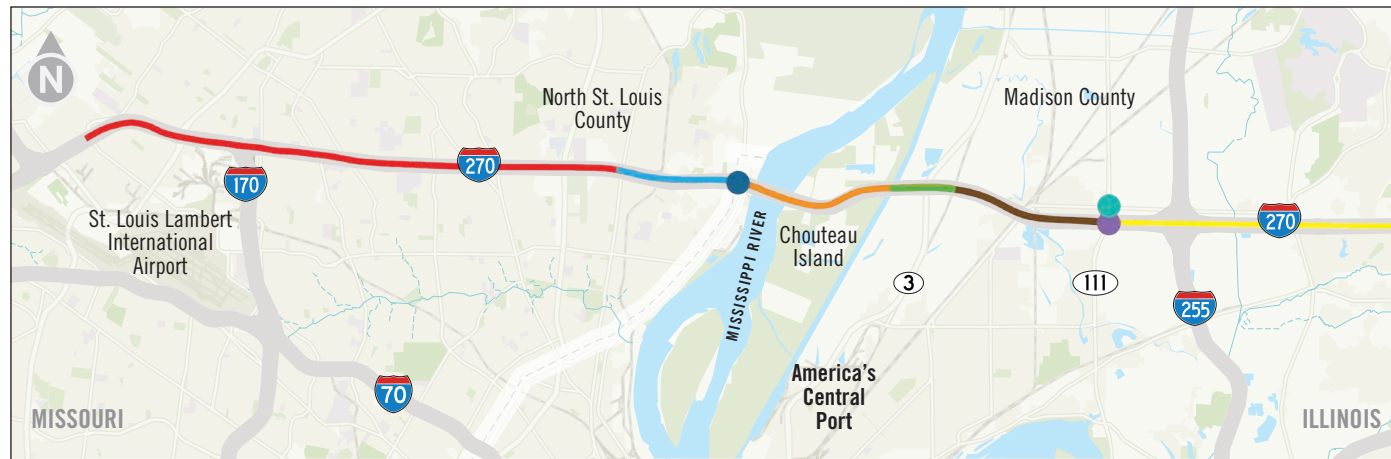 N
North St. Louis
County
Madison County
270
170
St. Louis Lambert
International
Airport
MISSISSIPPI RIVER
Chouteau
Island
270
3
111
255
America's
Central
Port
70
MISSOURI
ILLINOIS